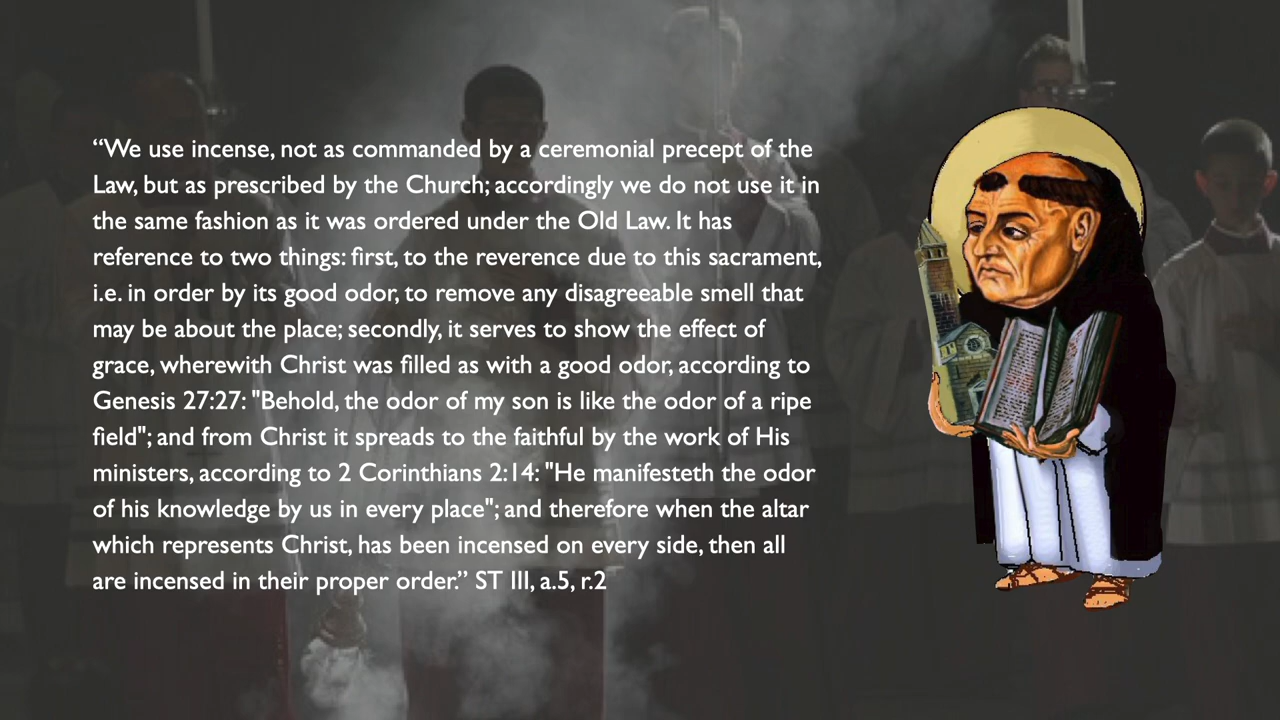 “We use incense, not as commanded by a ceremonial precept of the
Law, but as prescribed by the Church; accordingly we do not use it in
the same fashion as it was ordered under the Old Law. It has
reference to two things: first, to the reverence due to this sacrament,
i.e. in order by its good odor, to remove any disagreeable smell that
may be about the place; secondly, it serves to show the effect of
grace, wherewith Christ was filled as with a good odor, according to
Genesis 27:27: "Behold, the odor of my son is like the odor of a ripe
field"; and from Christ it spreads to the faithful by the work of His
ministers, according to 2 Corinthians 2:14: "He manifesteth the odor
of his knowledge by us in every place"; and therefore when the altar
which represents Christ, has been incensed on every side, then all
are incensed in their proper order.” ST III, a.5, r.2